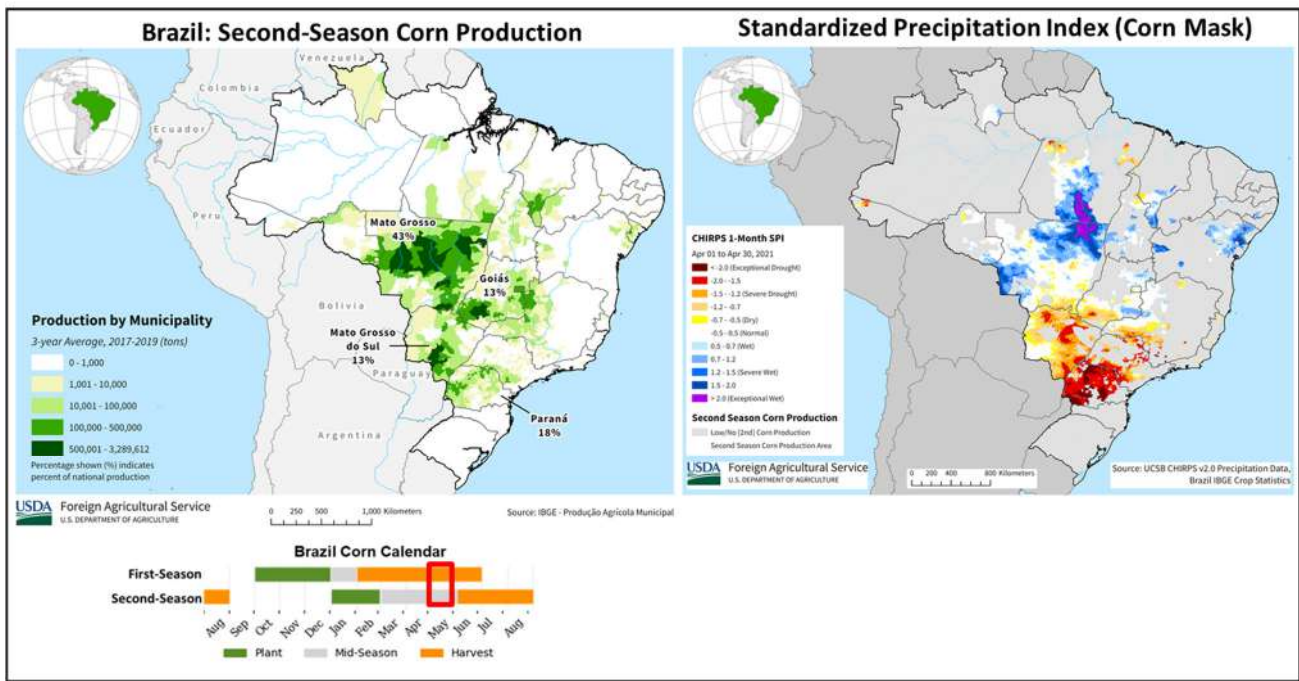 Brazil: Second-Season Corn Production
Venezuela
Colombia
Ecuador
Peru
Mato Grosso
43%
Goiás
13%
Bolivia
Mato Grosso
do Sul
13%
Paraguay
Paraná
18%
Argentina
Production by Municipality
3-year Average, 2017-2019 (tons)
0 - 1,000
1,001 - 10,000
10,001 - 100,000
100,000 - 500,000
500,001 - 3,289,612
Percentage shown (%) indicates
percent of national production
USDA Foreign Agricultural Service
U.S. DEPARTMENT OF AGRICULTURE
0 250 500 1,000 Kilometers
Source: IBGE - Produção Agrícola Municipal
Standardized Precipitation Index (Corn Mask)
CHIRPS 1-Month SPI
Apr 01 to Apr 30, 2021
< -2.0 (Exceptional Drought)
-2.0 - -1.5
-1.5 - -1.2 (Severe Drought)
-1.2 - -0.7
-0.7 - -0.5 (Dry)
-0.5 - 0.5 (Normal)
0.5 - 0.7 (Wet)
0.7 - 1.2
1.2 - 1.5 (Severe Wet)
1.5 - 2.0
> 2.0 (Exceptional Wet)
Second Season Corn Production
Low/No (2nd) Corn Production
Second Season Corn Production Area
USDA Foreign Agricultural Service
U.S. DEPARTMENT OF AGRICULTURE
0 200 400 800 Kilometers
Source: UCSB CHIRPS v2.0 Precipitation Data,
Brazil IBGE Crop Statistics
Brazil Corn Calendar
First-Season
Second-Season
Aug Sep Oct Nov Dec Jan Feb Mar Apr May Jun Jul Aug
Plant Mid-Season Harvest